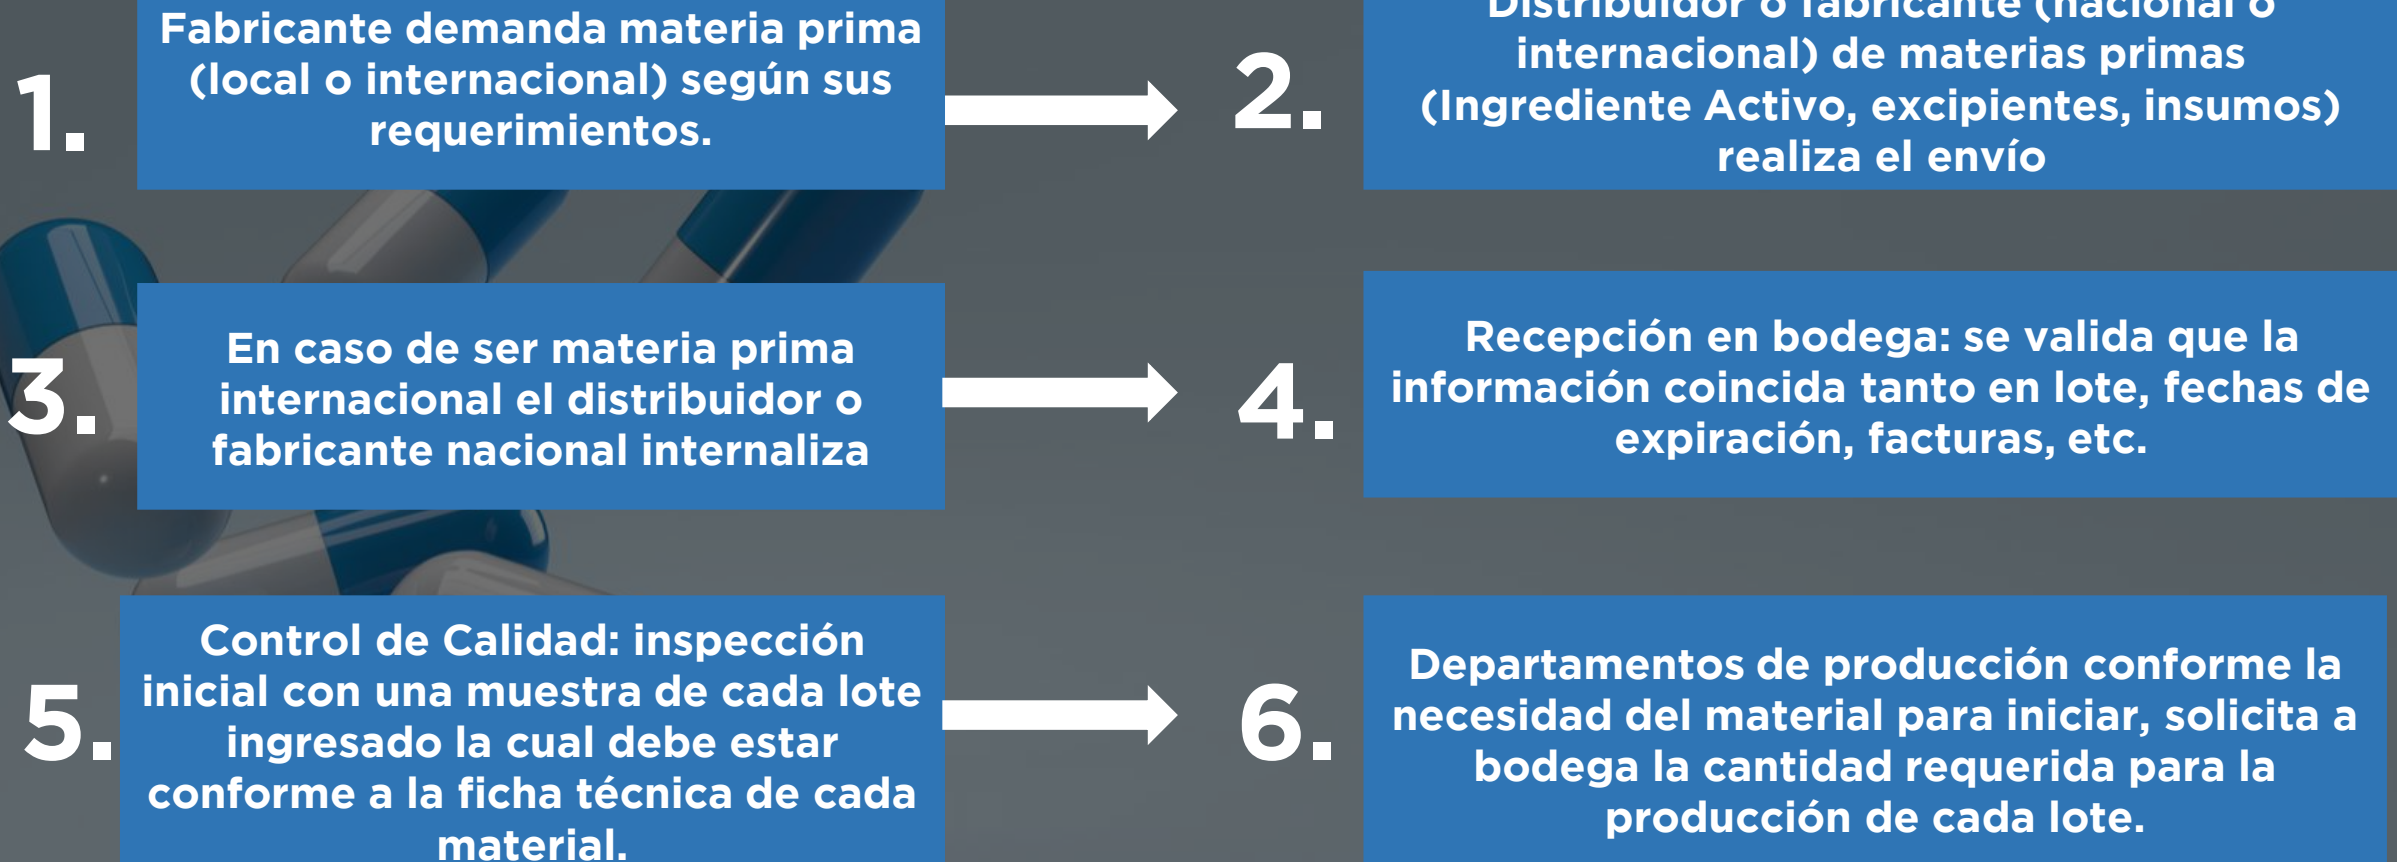 1.
Fabricante demanda materia prima
(local o internacional) según sus
requerimientos.
2.
Distribuidor o fabricante (nacional o
internacional) de materias primas
(Ingrediente Activo, excipientes, insumos)
realiza el envío
3.
En caso de ser materia prima
internacional el distribuidor o
fabricante nacional internaliza
4.
Recepción en bodega: se valida que la
información coincida tanto en lote, fechas de
expiración, facturas, etc.
5.
Control de Calidad: inspección
inicial con una muestra de cada lote
ingresado la cual debe estar
conforme a la ficha técnica de cada
material.
6.
Departamentos de producción conforme la
necesidad del material para iniciar, solicita a
bodega la cantidad requerida para la
producción de cada lote.